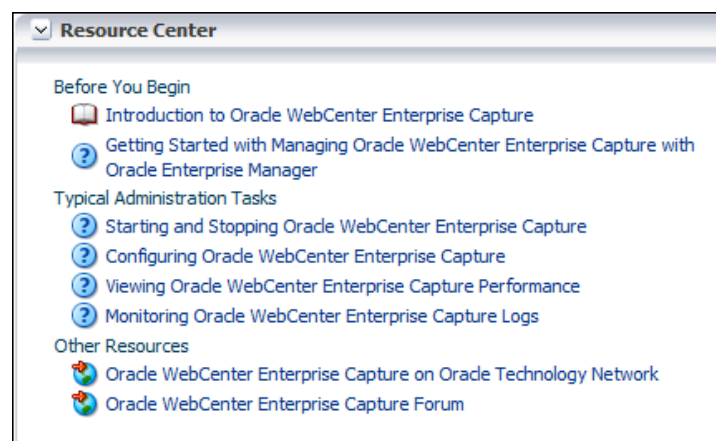 Resource Center
Before You Begin
Introduction to Oracle WebCenter Enterprise Capture
Getting Started with Managing Oracle WebCenter Enterprise Capture with
Oracle Enterprise Manager
Typical Administration Tasks
Starting and Stopping Oracle WebCenter Enterprise Capture
Configuring Oracle WebCenter Enterprise Capture
Viewing Oracle WebCenter Enterprise Capture Performance
Monitoring Oracle WebCenter Enterprise Capture Logs
Other Resources
Oracle WebCenter Enterprise Capture on Oracle Technology Network
Oracle WebCenter Enterprise Capture Forum